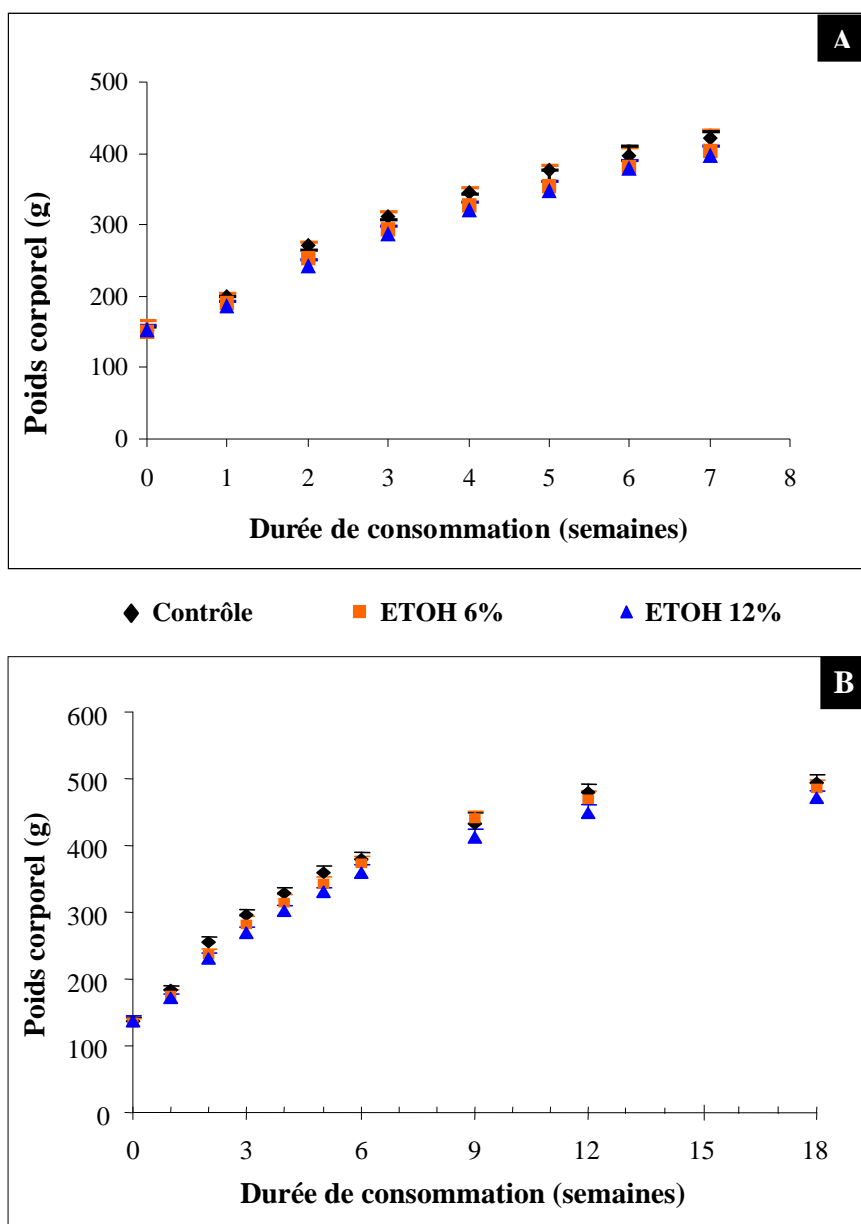 A
500
400
300
200
100
0
Poids corporel (g)
0 1 2 3 4 5 6 7 8
Durée de consommation (semaines)
Contrôle ETOH 6% ETOH 12%
B
600
500
400
300
200
100
0
Poids corporel (g)
0 3 6 9 12 15 18
Durée de consommation (semaines)